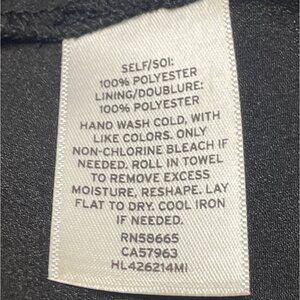 SELF/SOI:
100% POLYESTER
LINING/DOUBLURE:
100% POLYESTER
HAND WASH COLD, WITH
LIKE COLORS. ONLY
NON-CHLORINE BLEACH IF
NEEDED. ROLL IN TOWEL
TO REMOVE EXCESS
MOISTURE, RESHAPE. LAY
FLAT TO DRY. COOL IRON
IF NEEDED.
RN58665
CA57963
HL426214MI